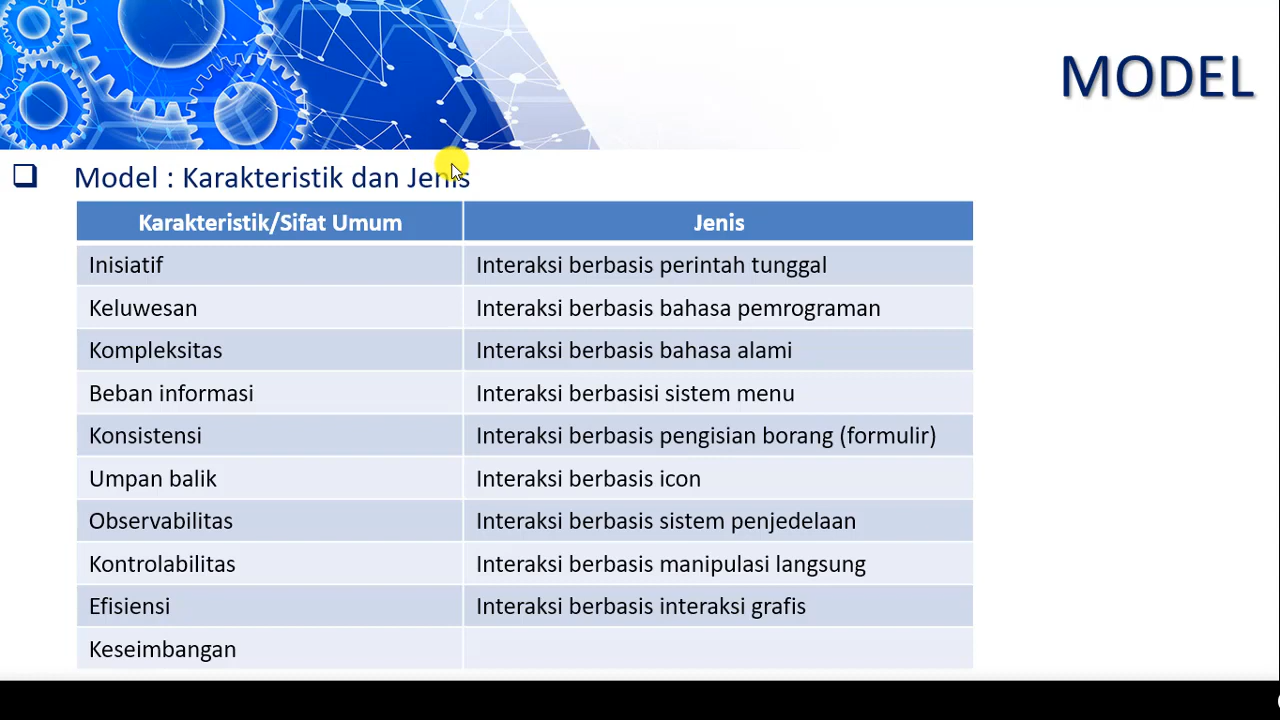 MODEL
❑ Model : Karakteristik dan Jenis
Karakteristik/Sifat Umum Jenis
Inisiatif Interaksi berbasis perintah tunggal
Keluwesan Interaksi berbasis bahasa pemrograman
Kompleksitas Interaksi berbasis bahasa alami
Beban informasi Interaksi berbasisi sistem menu
Konsistensi Interaksi berbasis pengisian borang (formulir)
Umpan balik Interaksi berbasis icon
Observabilitas Interaksi berbasis sistem penjedelaan
Kontrolabilitas Interaksi berbasis manipulasi langsung
Efisiensi Interaksi berbasis interaksi grafis
Keseimbangan